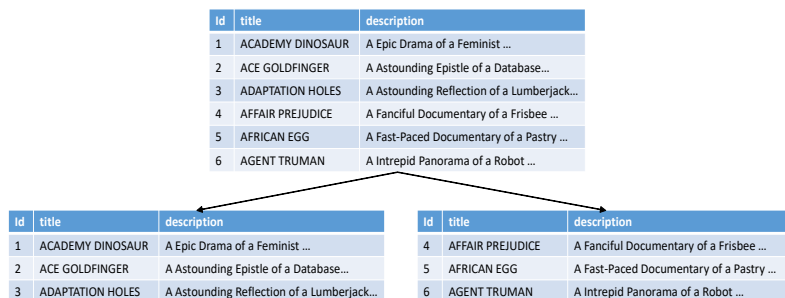 Id title description
1 ACADEMY DINOSAUR A Epic Drama of a Feminist ...
2 ACE GOLDFINGER A Astounding Epistle of a Database...
3 ADAPTATION HOLES A Astounding Reflection of a Lumberjack...
4 AFFAIR PREJUDICE A Fanciful Documentary of a Frisbee ...
5 AFRICAN EGG A Fast-Paced Documentary of a Pastry ...
6 AGENT TRUMAN A Intrepid Panorama of a Robot ...
Id title description
1 ACADEMY DINOSAUR A Epic Drama of a Feminist ...
2 ACE GOLDFINGER A Astounding Epistle of a Database...
3 ADAPTATION HOLES A Astounding Reflection of a Lumberjack...
Id title description
4 AFFAIR PREJUDICE A Fanciful Documentary of a Frisbee ...
5 AFRICAN EGG A Fast-Paced Documentary of a Pastry ...
6 AGENT TRUMAN A Intrepid Panorama of a Robot ...